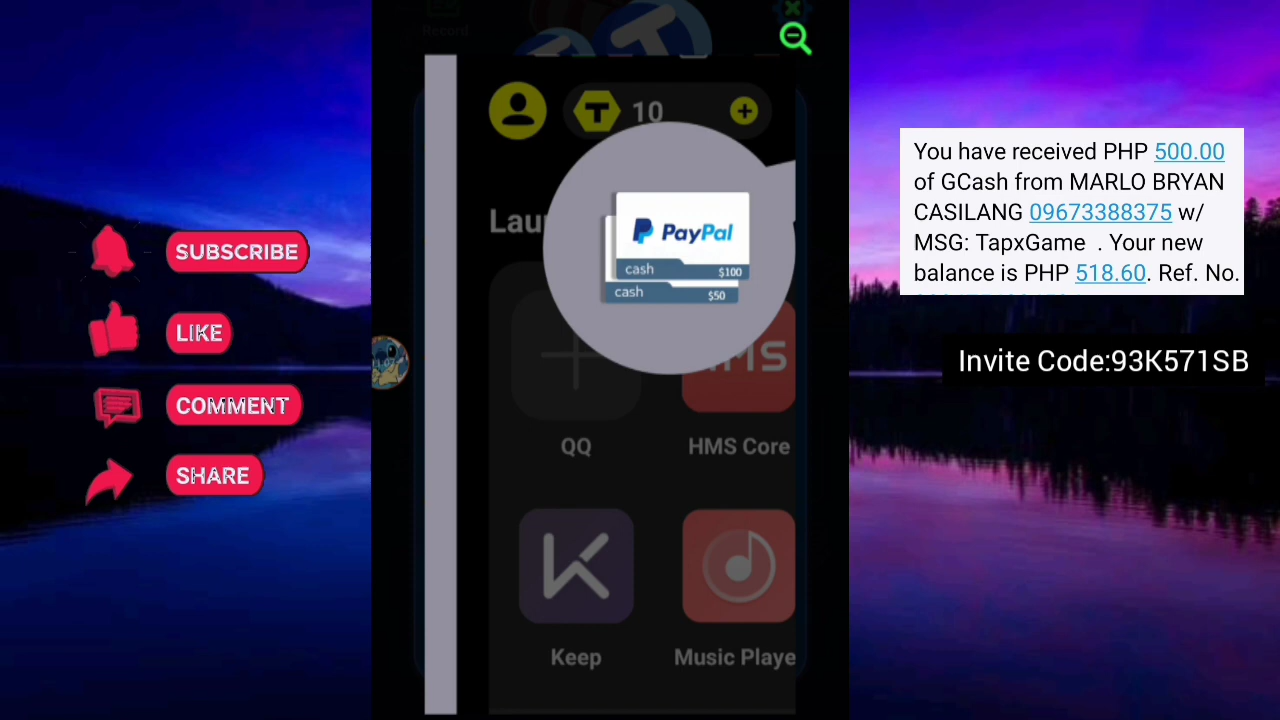 SUBSCRIBE
LIKE
COMMENT
SHARE
Record
10
Lau
PayPal
cash $100
cash $50
QQ
HMS Core
Keep
Music Playe
You have received PHP 500.00
of GCash from MARLO BRYAN
CASILANG 09673388375 w/
MSG: TapxGame . Your new
balance is PHP 518.60. Ref. No.
Invite Code:93K571SB